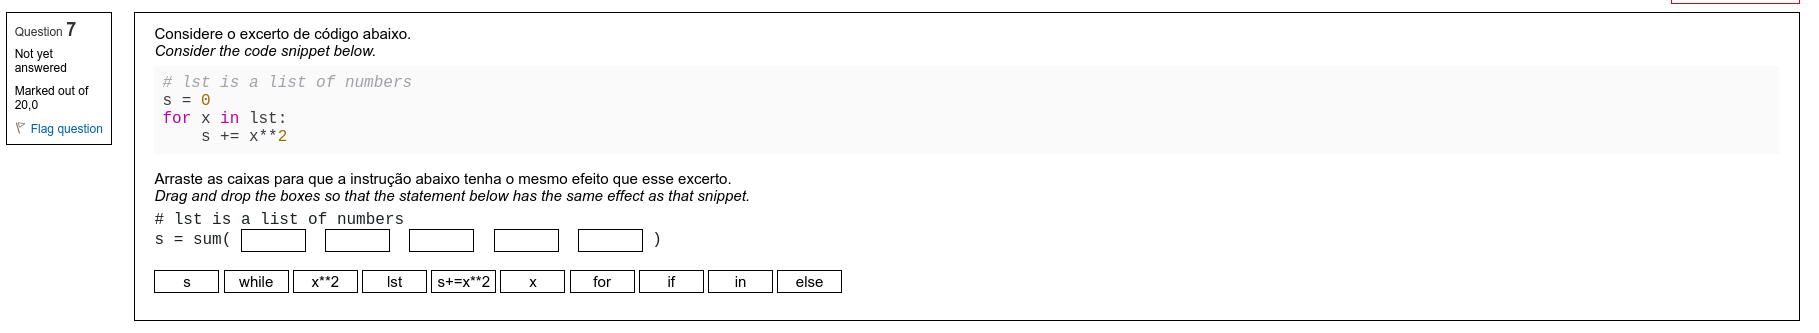 Question 7
Not yet
answered
Marked out of
20,0
Flag question
Considere o excerto de código abaixo.
Consider the code snippet below.
# lst is a list of numbers
s = 0
for x in lst:
    s += x**2
Arraste as caixas para que a instrução abaixo tenha o mesmo efeito que esse excerto.
Drag and drop the boxes so that the statement below has the same effect as that snippet.
# lst is a list of numbers
s = sum( )
s while x**2 lst s+=x**2 x for if in else